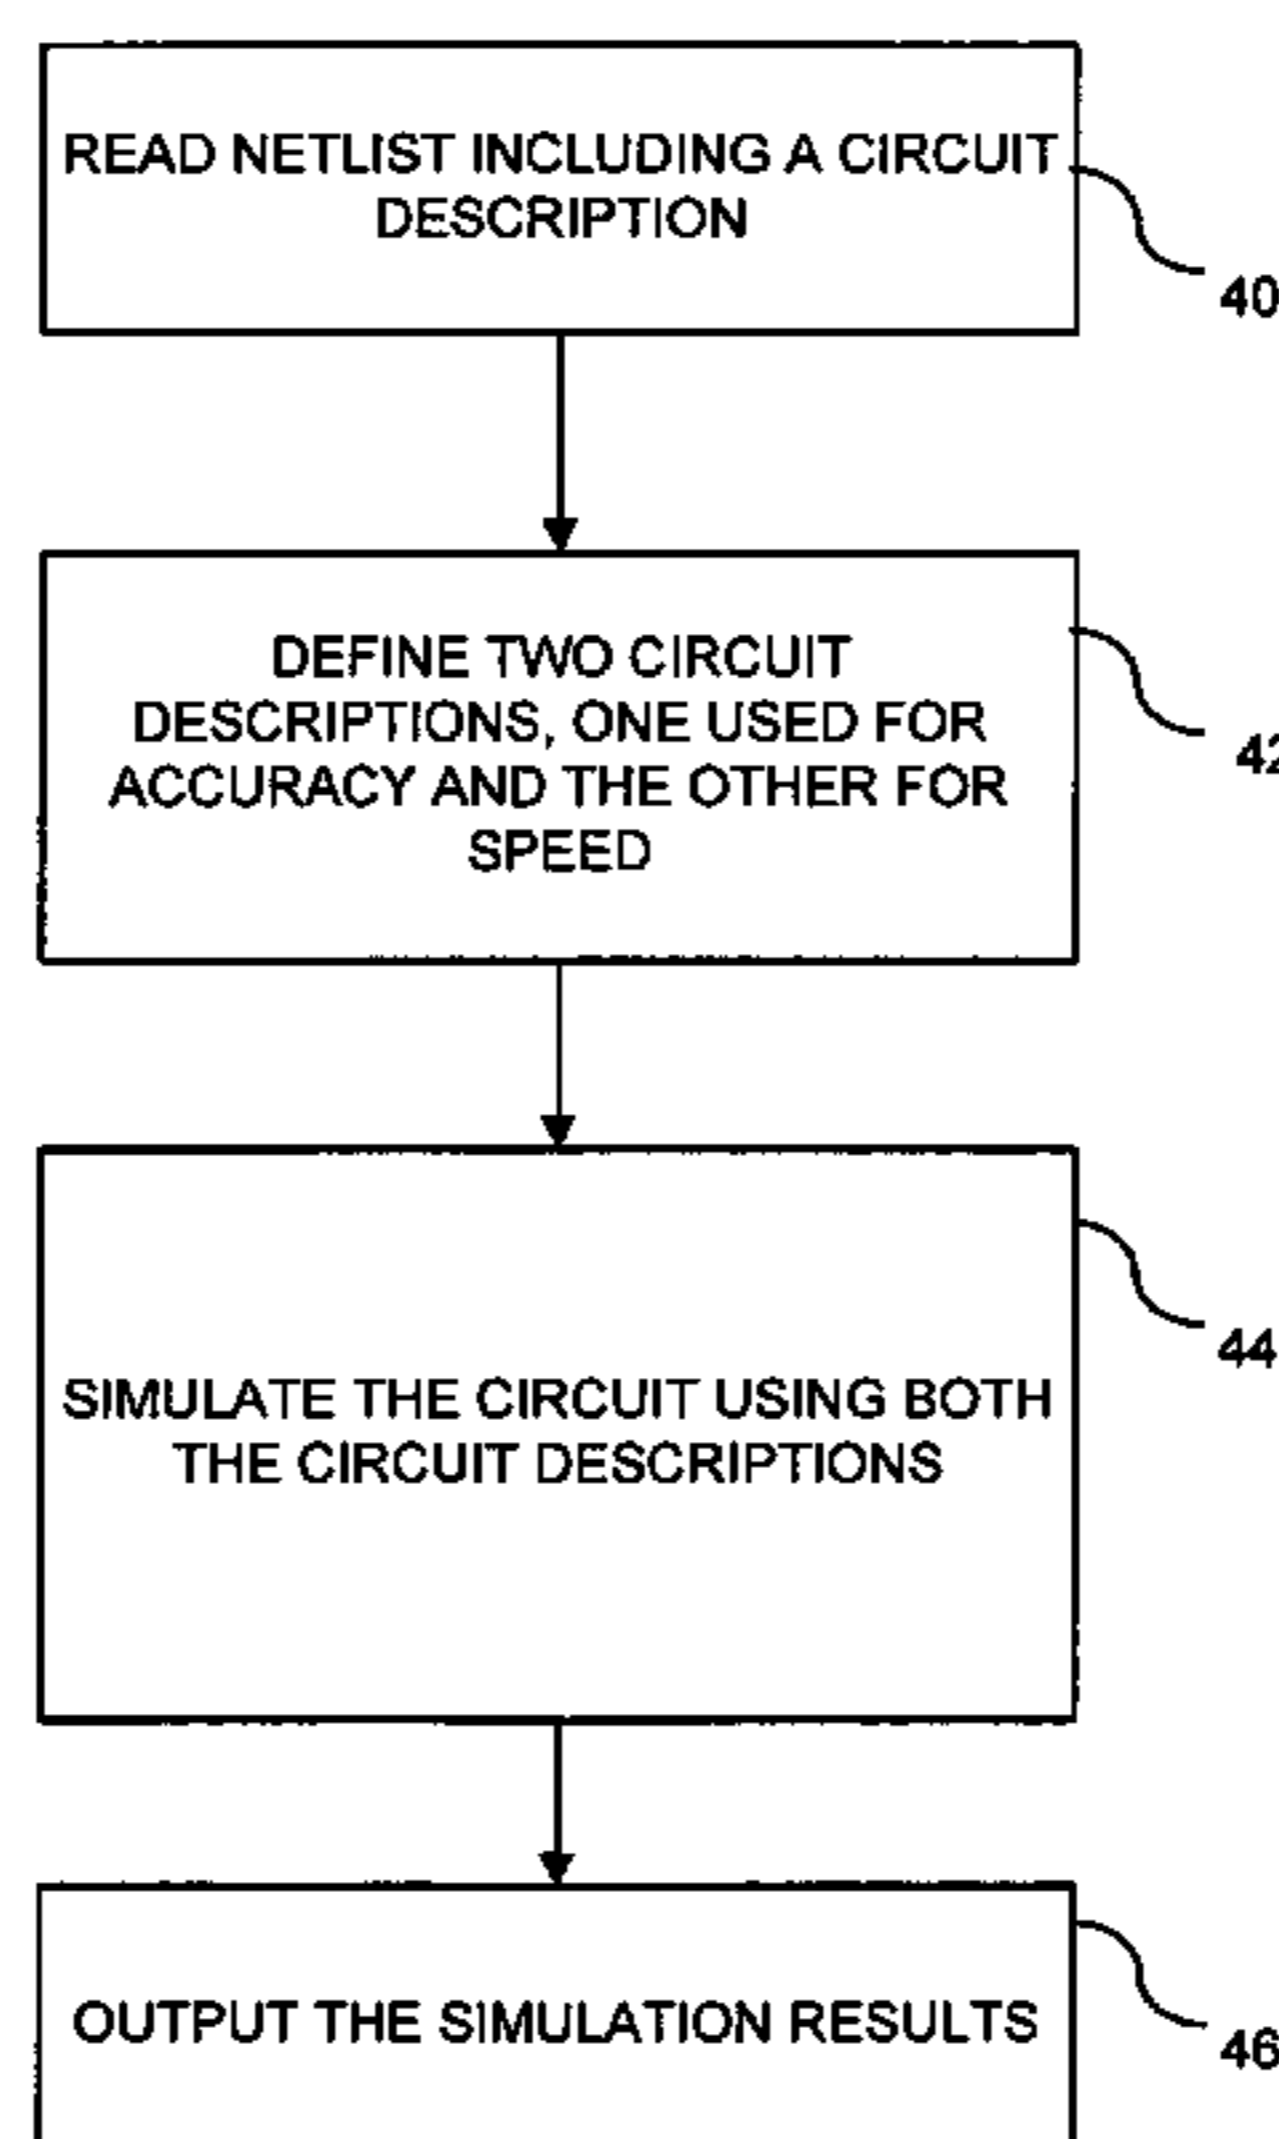 READ NETLIST INCLUDING A CIRCUIT
DESCRIPTION
40
DEFINE TWO CIRCUIT
DESCRIPTIONS, ONE USED FOR
ACCURACY AND THE OTHER FOR
SPEED
42
SIMULATE THE CIRCUIT USING BOTH
THE CIRCUIT DESCRIPTIONS
44
OUTPUT THE SIMULATION RESULTS
46